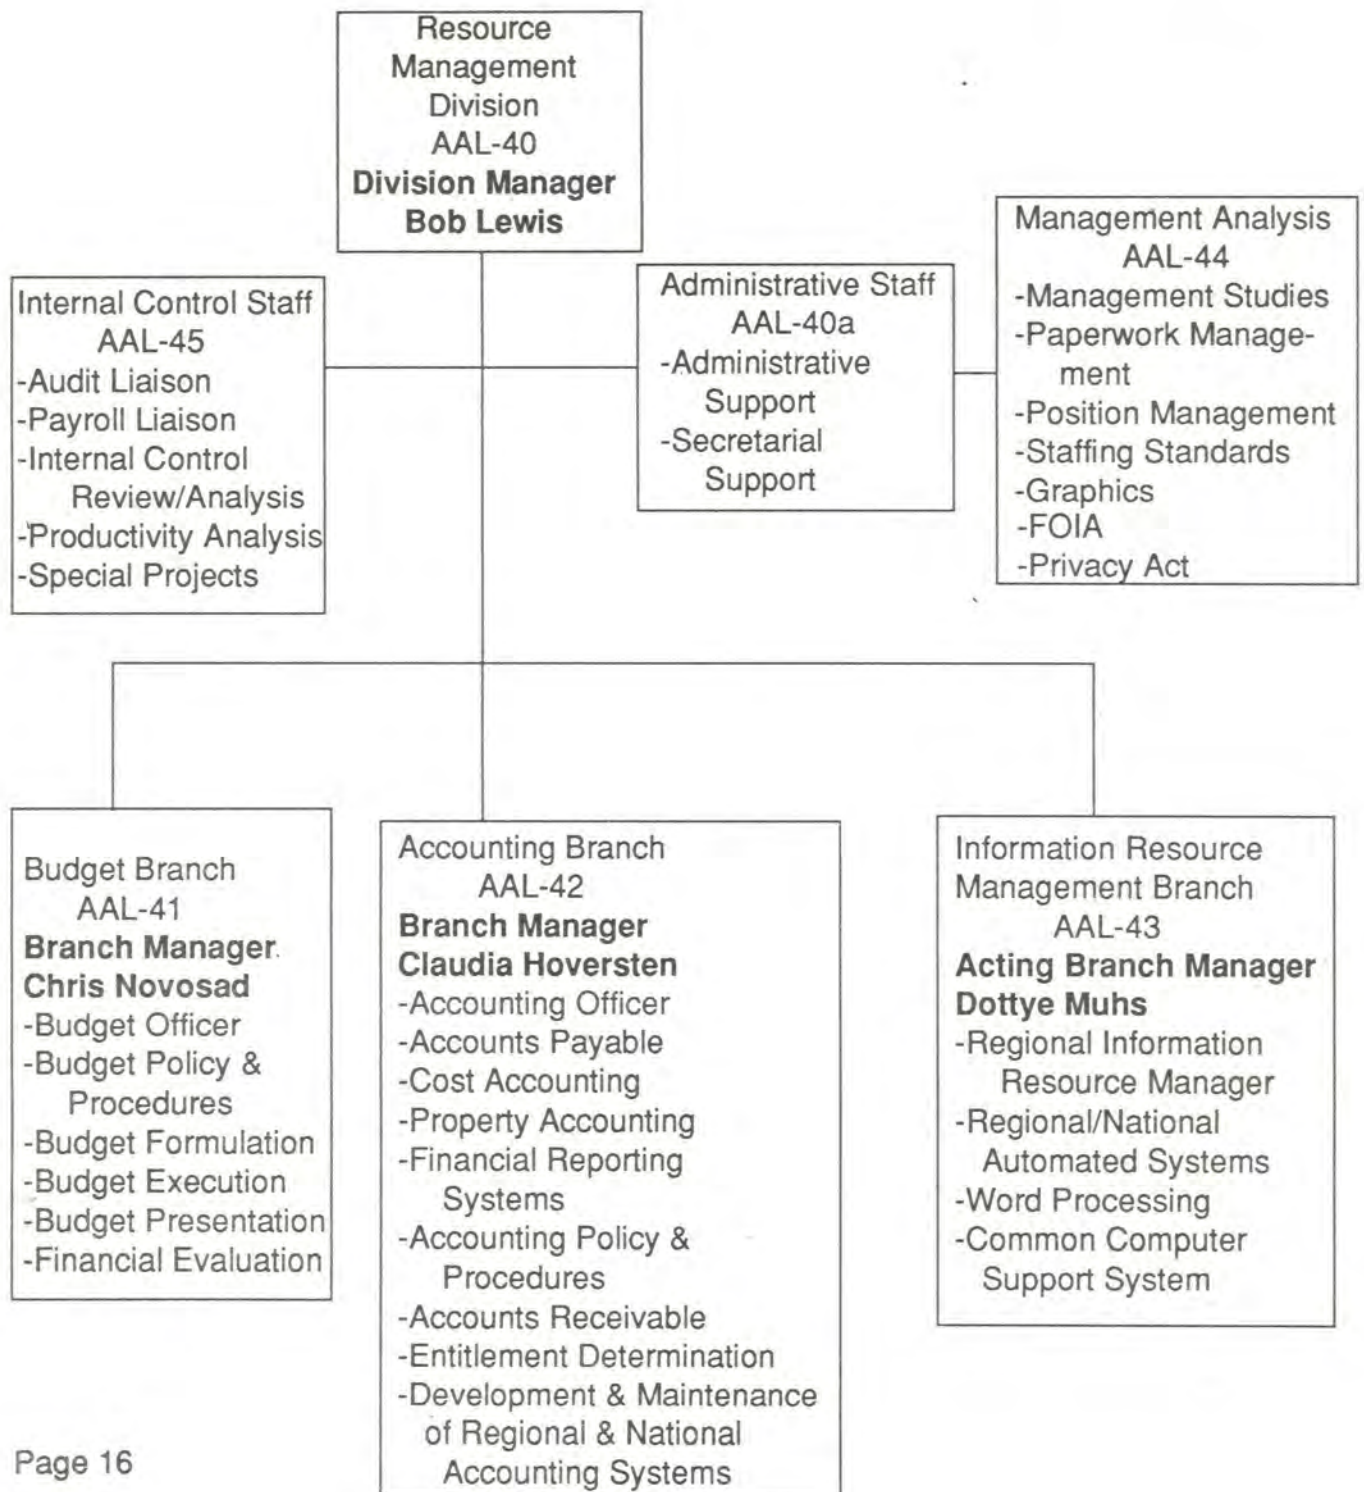 Resource
Management
Division
AAL-40
Division Manager
Bob Lewis
Internal Control Staff
AAL-45
-Audit Liaison
-Payroll Liaison
-Internal Control
Review/Analysis
-Productivity Analysis
-Special Projects
Administrative Staff
AAL-40a
-Administrative
Support
-Secretarial
Support
Management Analysis
AAL-44
-Management Studies
-Paperwork Manage-
ment
-Position Management
-Staffing Standards
-Graphics
-FOIA
-Privacy Act
Budget Branch
AAL-41
Branch Manager
Chris Novosad
-Budget Officer
-Budget Policy &
Procedures
-Budget Formulation
-Budget Execution
-Budget Presentation
-Financial Evaluation
Accounting Branch
AAL-42
Branch Manager
Claudia Hoversten
-Accounting Officer
-Accounts Payable
-Cost Accounting
-Property Accounting
-Financial Reporting
Systems
-Accounting Policy &
Procedures
-Accounts Receivable
-Entitlement Determination
-Development & Maintenance
of Regional & National
Accounting Systems
Information Resource
Management Branch
AAL-43
Acting Branch Manager
Dottye Muhs
-Regional Information
Resource Manager
-Regional/National
Automated Systems
-Word Processing
-Common Computer
Support System
Page 16